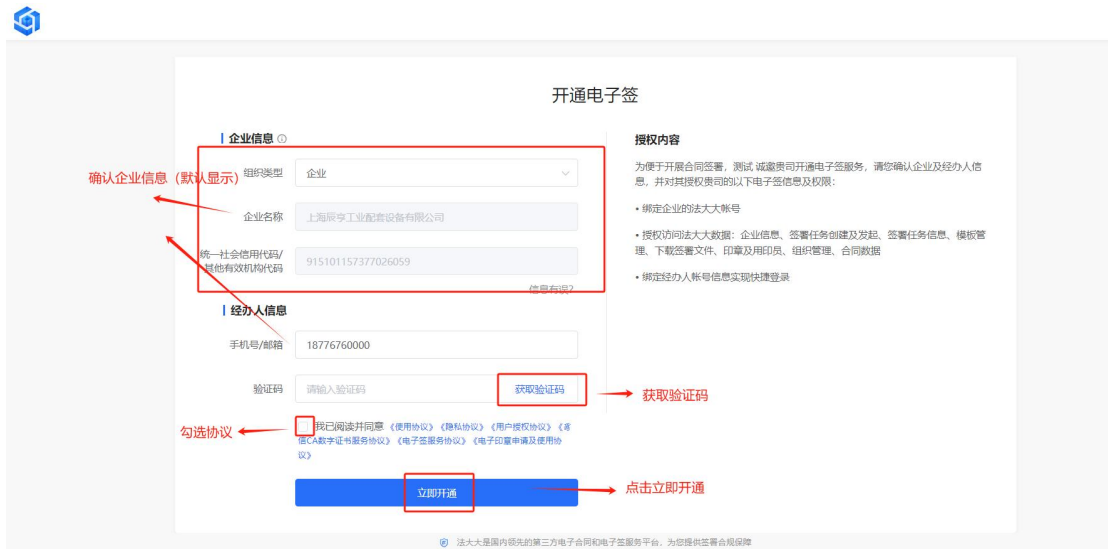 开通电子签
企业信息
确认企业信息（默认显示）
组织类型
企业
企业名称
上海辰亨工业配套设备有限公司
统一社会信用代码/
其他有效机构代码
915101157377026059
信息有误?
经办人信息
手机号/邮箱
18776760000
验证码
请输入验证码
获取验证码
获取验证码
勾选协议
我已阅读并同意《使用协议》《隐私协议》《用户授权协议》《
信CA数字证书服务协议》《电子签服务协议》《电子印章申请及使用协
议》
立即开通
点击立即开通
授权内容
为便于开展合同签署，测试 诚邀贵司开通电子签服务，请您确认企业及经办人信
息，并对其授权贵司的以下电子签信息及权限：
• 绑定企业的法大大帐号
• 授权访问法大大数据：企业信息、签署任务创建及发起、签署任务信息、模板管
理、下载签署文件、印章及用印员、组织管理、合同数据
• 绑定经办人帐号信息实现快捷登录
法大大是国内领先的第三方电子合同和电子签服务平台，为您提供签署合规保障